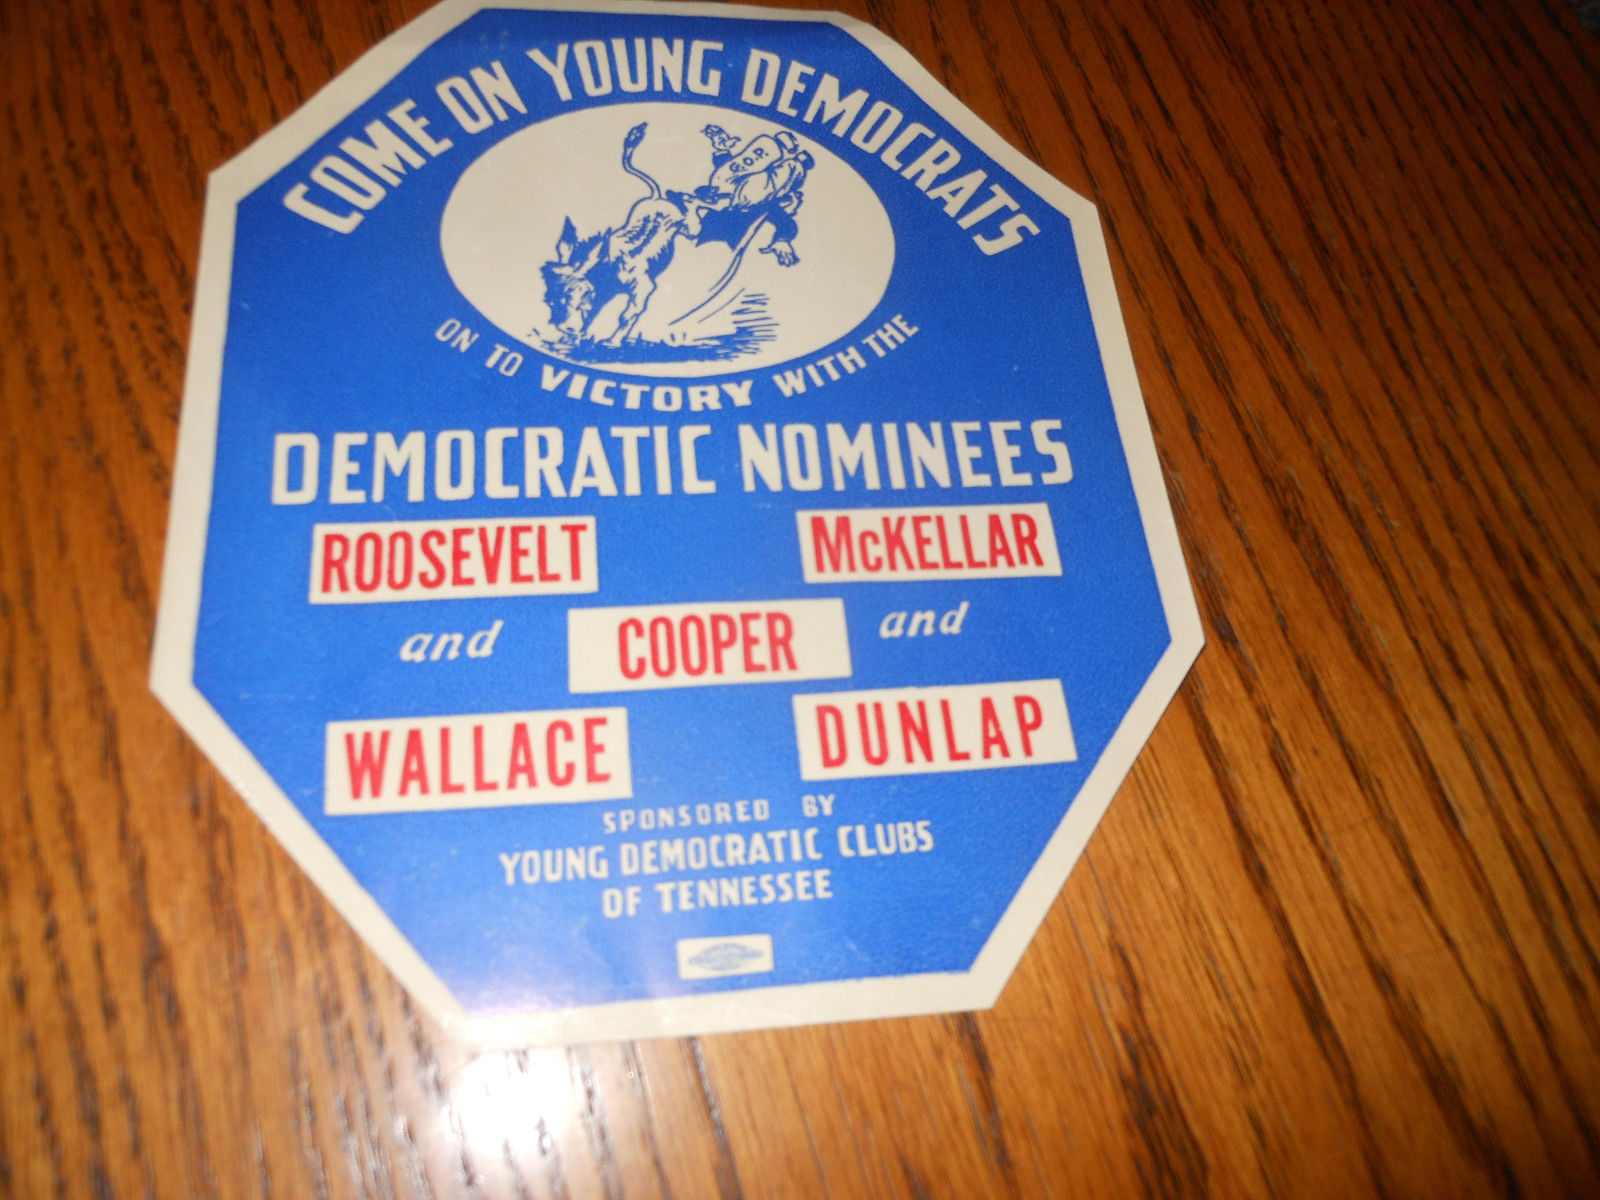 COME ON YOUNG DEMOCRATS
G.O.P.
ON TO VICTORY WITH THE
DEMOCRATIC NOMINEES
ROOSEVELT McKELLAR
and COOPER and
WALLACE DUNLAP
SPONSORED BY
YOUNG DEMOCRATIC CLUBS
OF TENNESSEE